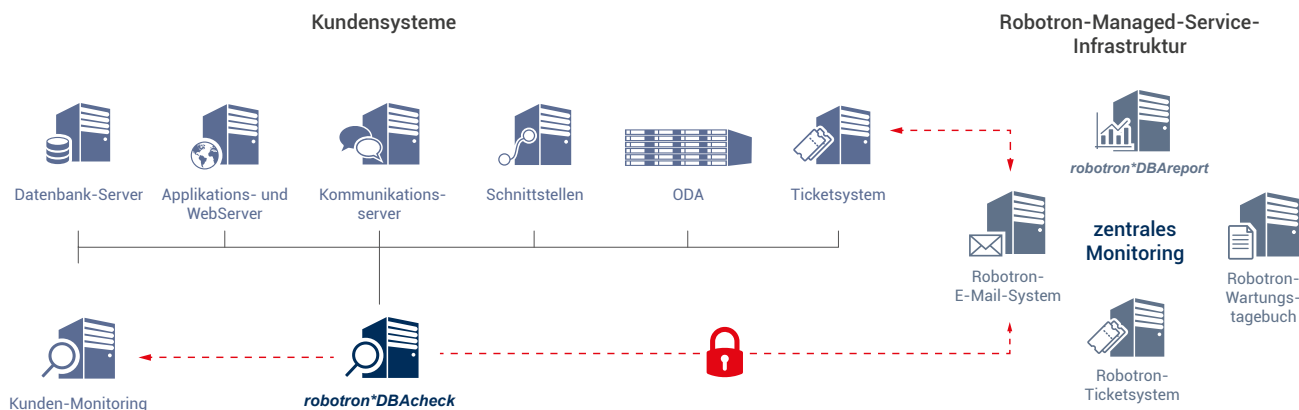 Kundensysteme
Robotron-Managed-Service-
Infrastruktur
Datenbank-Server
Applikations- und
WebServer
Kommunikations-
server
Schnittstellen
ODA
Ticketsystem
robotron*DBAreport
zentrales
Monitoring
Robotron-
E-Mail-System
Robotron-
Wartungs-
tagebuch
Robotron-
Ticketsystem
Kunden-Monitoring
robotron*DBAcheck